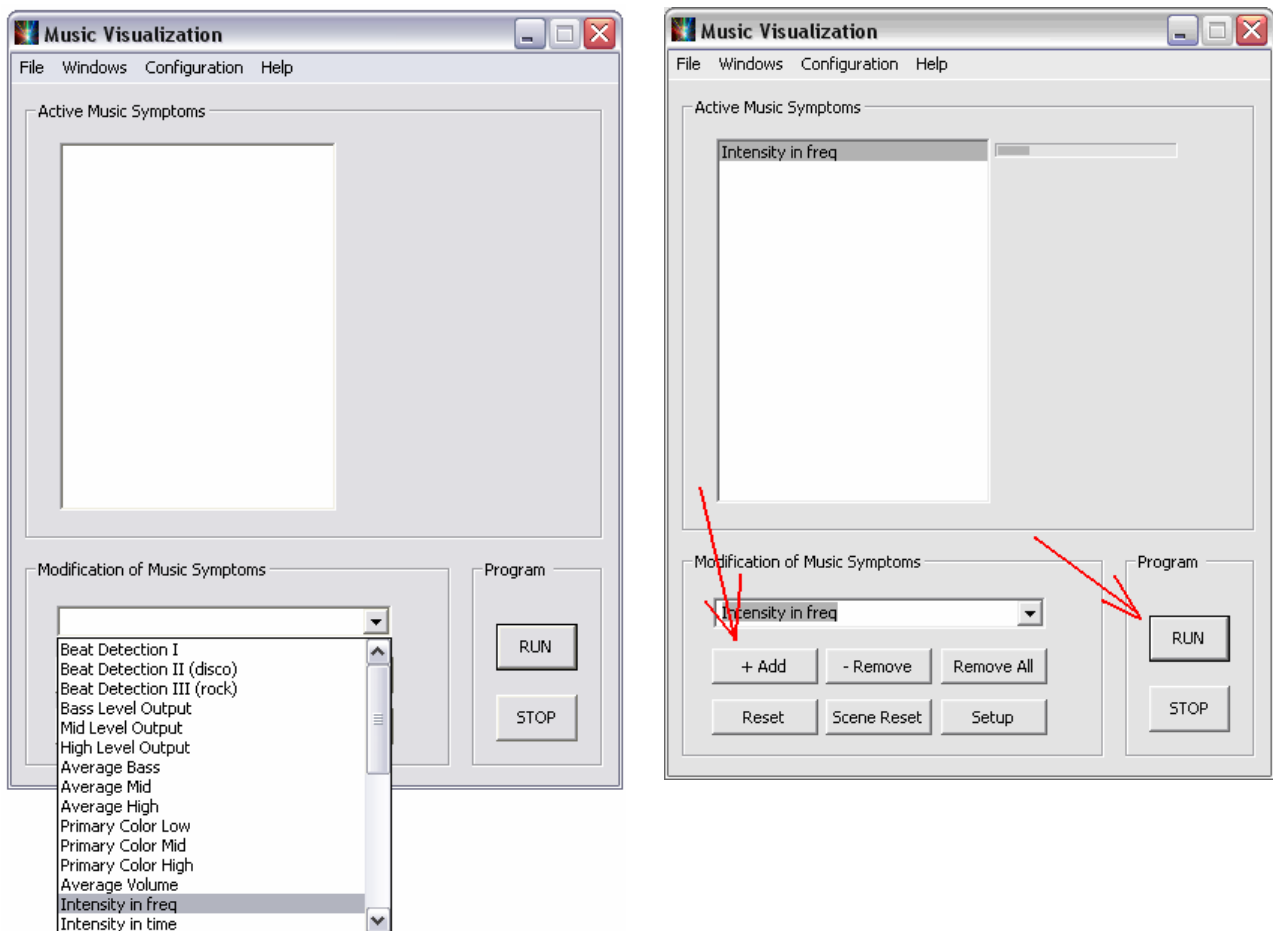 Music Visualization
File Windows Configuration Help
Active Music Symptoms
Modification of Music Symptoms
Program
RUN
STOP
Beat Detection I
Beat Detection II (disco)
Beat Detection III (rock)
Bass Level Output
Mid Level Output
High Level Output
Average Bass
Average Mid
Average High
Primary Color Low
Primary Color Mid
Primary Color High
Average Volume
Intensity in freq
Intensity in time
Music Visualization
File Windows Configuration Help
Active Music Symptoms
Intensity in freq
Modification of Music Symptoms
Program
Intensity in freq
RUN
+ Add - Remove Remove All
STOP
Reset Scene Reset Setup